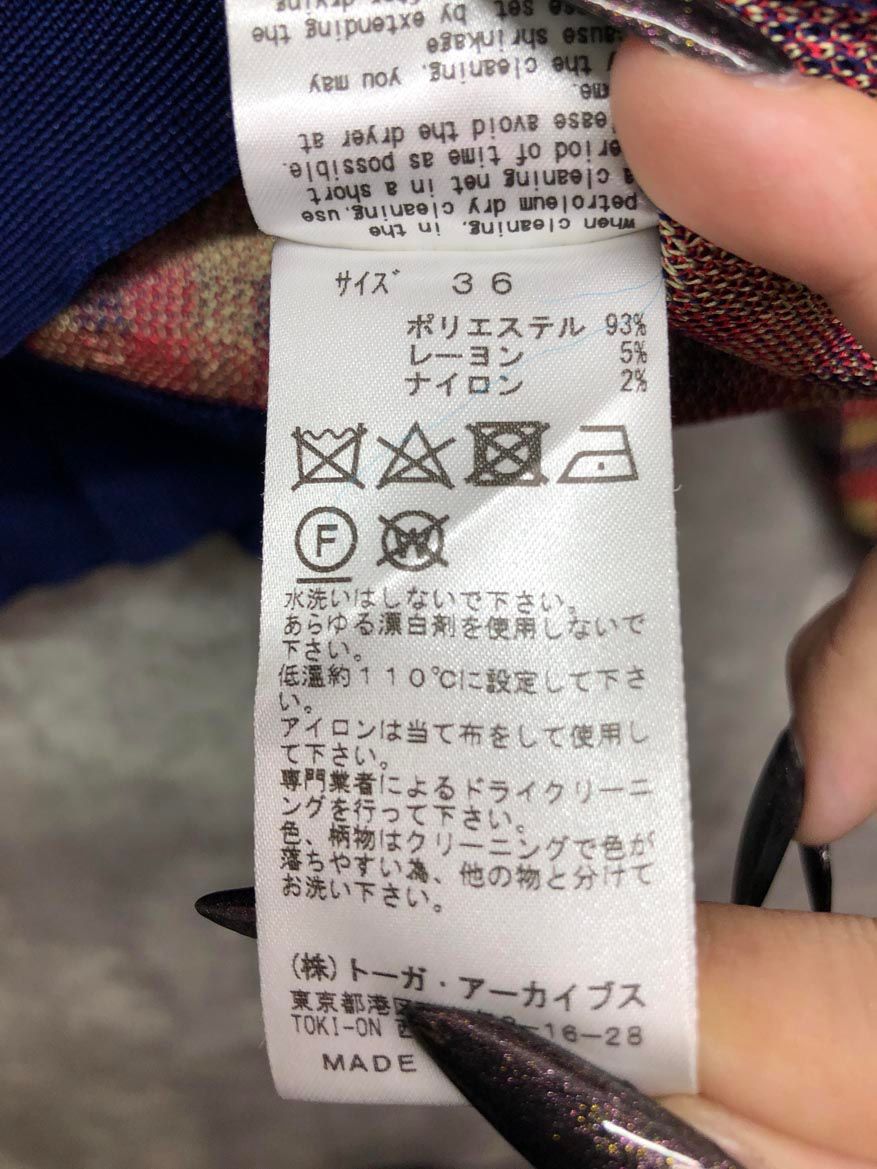 when cleaning. in the
petroleum dry cleaning.use
a cleaning net in a short
period of time as possible.
Please avoid the dryer at
the cleaning. you may
cause shrinkage
set by extending the
サイズ 36
ポリエステル 93%
レーヨン 5%
ナイロン 2%
F
W
水洗いはしないで下さい。
あらゆる漂白剤を使用しないで
下さい。
低温約110℃に設定して下さ
い。
アイロンは当て布をして使用し
て下さい。
専門業者によるドライクリーニ
ングを行って下さい。
色、柄物はクリーニングで色が
落ちやすい為、他の物と分けて
お洗い下さい。
(株)トーガ・アーカイブス
東京都港区
TOKI-ON 西 -16-28
MADE